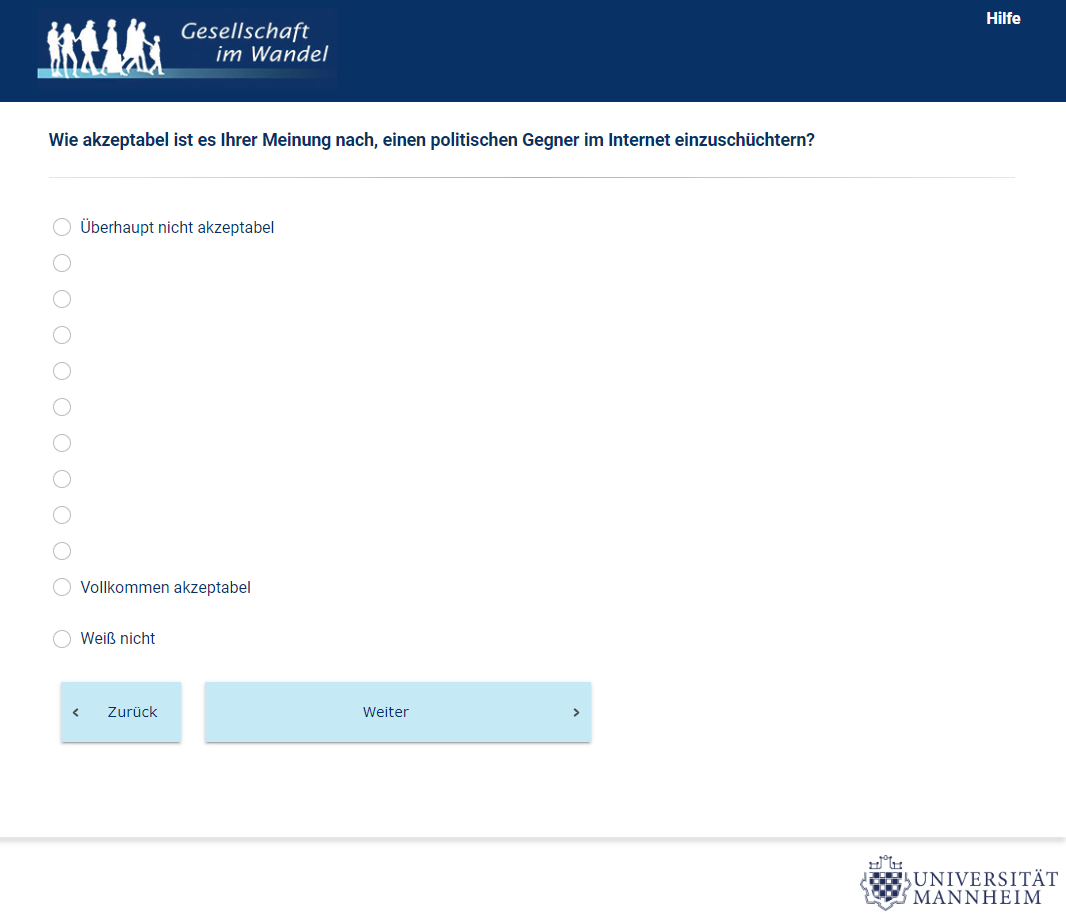 Gesellschaft
im Wandel
Hilfe
Wie akzeptabel ist es Ihrer Meinung nach, einen politischen Gegner im Internet einzuschüchtern?
Überhaupt nicht akzeptabel
Vollkommen akzeptabel
Weiß nicht
Zurück
Weiter
UNIVERSITÄT
MANNHEIM